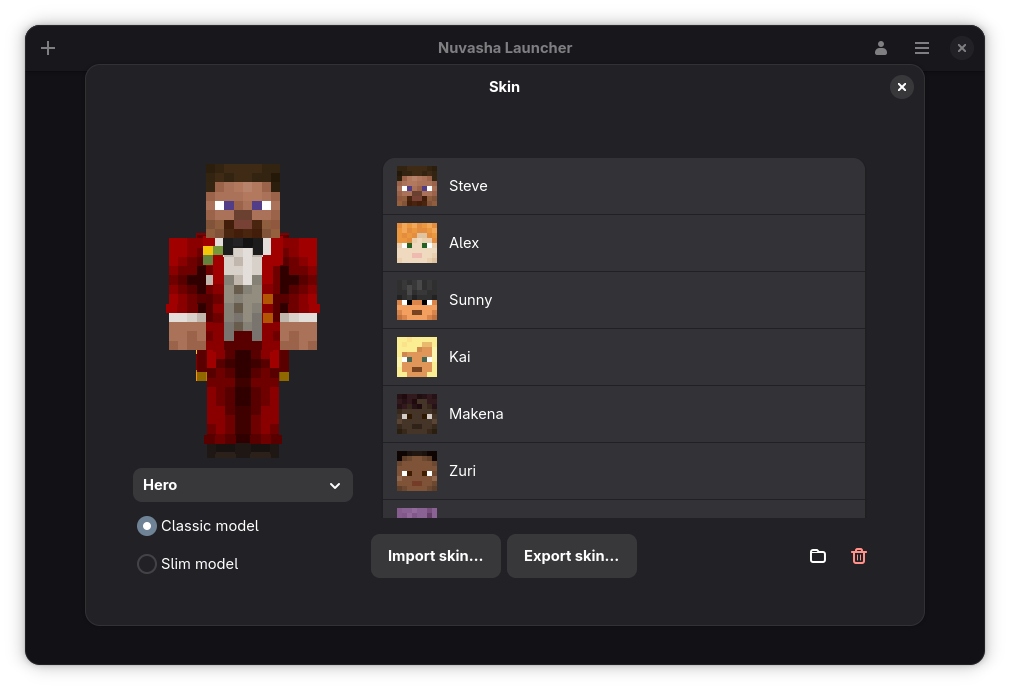 Nuvasha Launcher
Skin
Steve
Alex
Sunny
Kai
Makena
Zuri
Hero
Classic model
Slim model
Import skin...
Export skin...